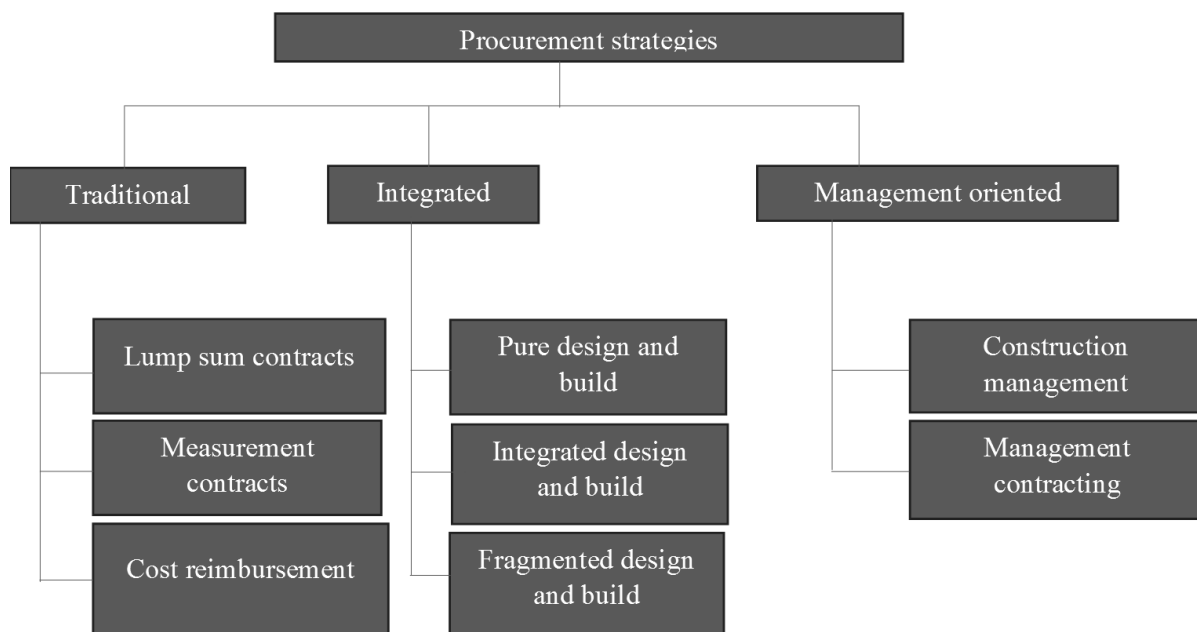 Procurement strategies
Traditional
Integrated
Management oriented
Lump sum contracts
Measurement
contracts
Cost reimbursement
Pure design and
build
Integrated design
and build
Fragmented design
and build
Construction
management
Management
contracting